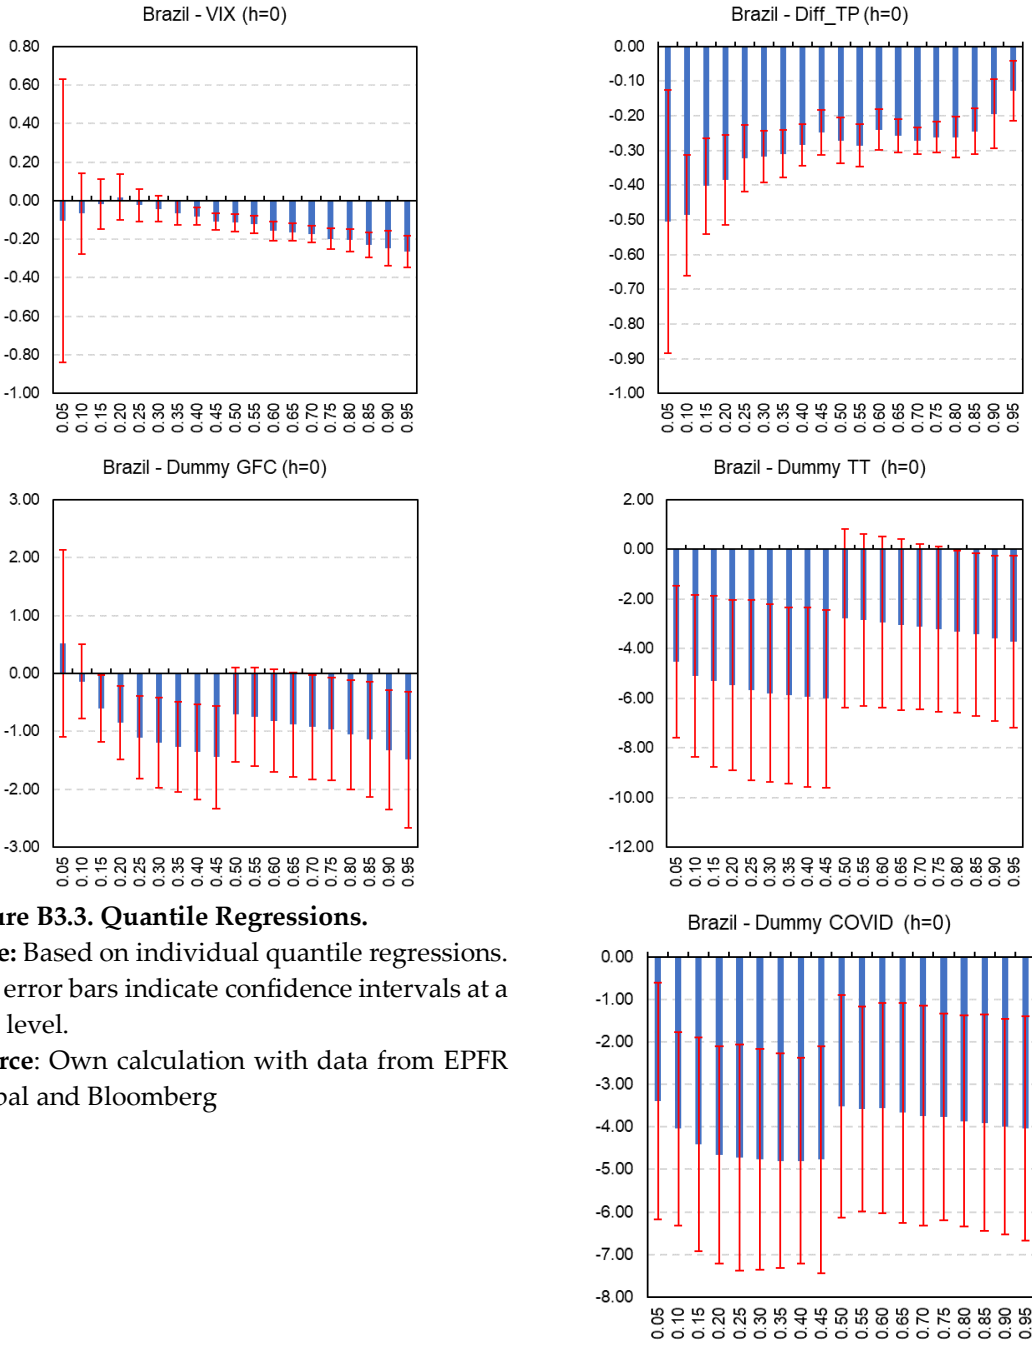 Brazil - VIX (h=0)
0.80
0.60
0.40
0.20
0.00
-0.20
-0.40
-0.60
-0.80
-1.00
0.05 0.10 0.15 0.20 0.25 0.30 0.35 0.40 0.45 0.50 0.55 0.60 0.65 0.70 0.75 0.80 0.85 0.90 0.95
Brazil - Diff_TP (h=0)
0.00
-0.10
-0.20
-0.30
-0.40
-0.50
-0.60
-0.70
-0.80
-0.90
-1.00
0.05 0.10 0.15 0.20 0.25 0.30 0.35 0.40 0.45 0.50 0.55 0.60 0.65 0.70 0.75 0.80 0.85 0.90 0.95
Brazil - Dummy GFC (h=0)
3.00
2.00
1.00
0.00
-1.00
-2.00
-3.00
0.05 0.10 0.15 0.20 0.25 0.30 0.35 0.40 0.45 0.50 0.55 0.60 0.65 0.70 0.75 0.80 0.85 0.90 0.95
Brazil - Dummy TT (h=0)
2.00
0.00
-2.00
-4.00
-6.00
-8.00
-10.00
-12.00
0.05 0.10 0.15 0.20 0.25 0.30 0.35 0.40 0.45 0.50 0.55 0.60 0.65 0.70 0.75 0.80 0.85 0.90 0.95
ure B3.3. Quantile Regressions.
e: Based on individual quantile regressions.
error bars indicate confidence intervals at a
level.
rce: Own calculation with data from EPFR
bal and Bloomberg
Brazil - Dummy COVID (h=0)
0.00
-1.00
-2.00
-3.00
-4.00
-5.00
-6.00
-7.00
-8.00
0.05 0.10 0.15 0.20 0.25 0.30 0.35 0.40 0.45 0.50 0.55 0.60 0.65 0.70 0.75 0.80 0.85 0.90 0.95